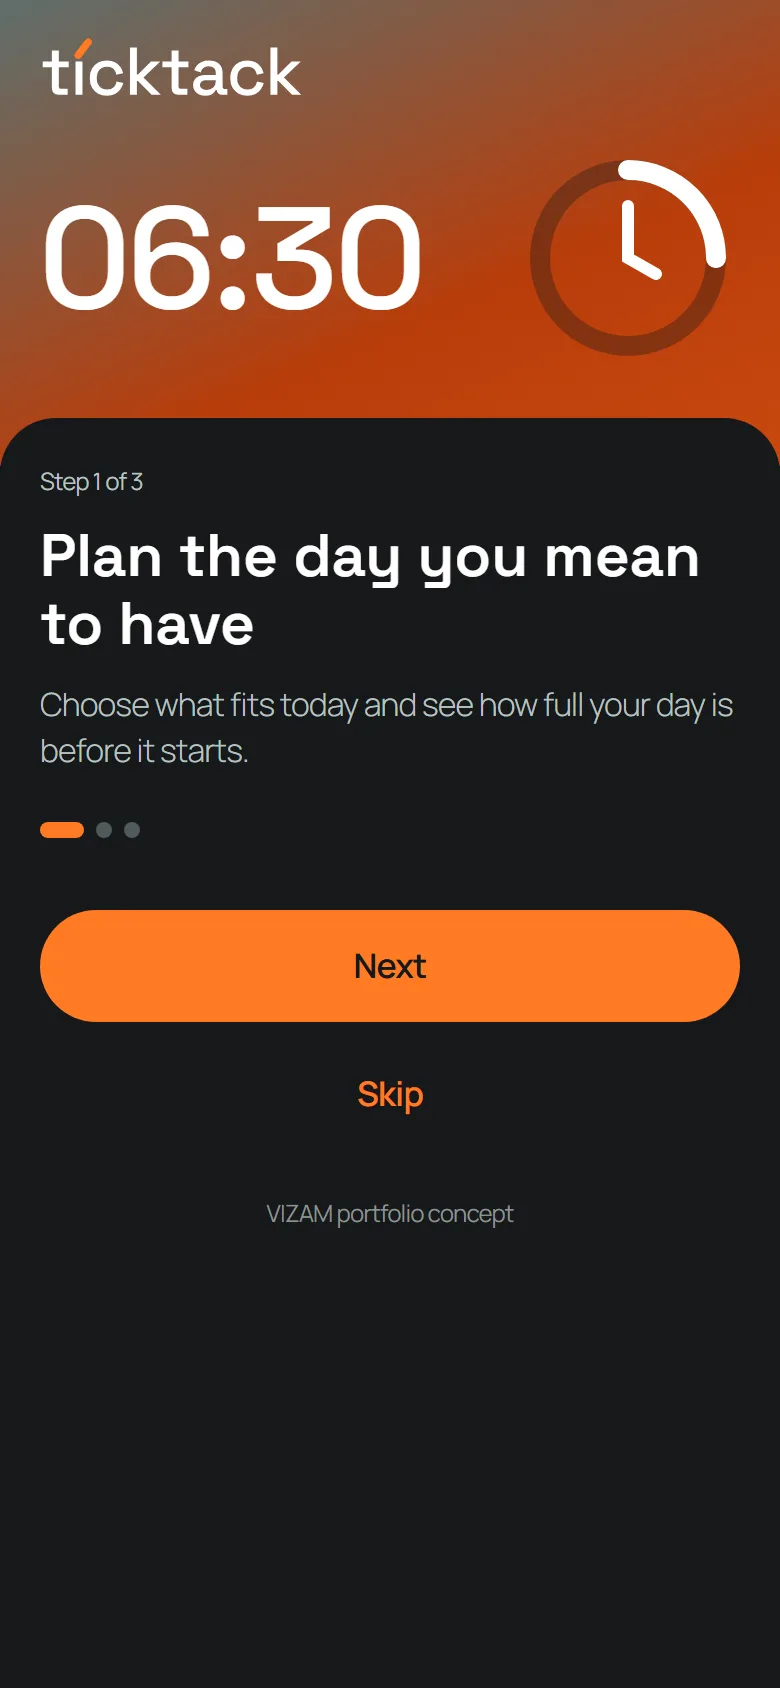 ticktack
06:30
Step 1 of 3
Plan the day you mean
to have
Choose what fits today and see how full your day is
before it starts.
Next
Skip
VIZAM portfolio concept